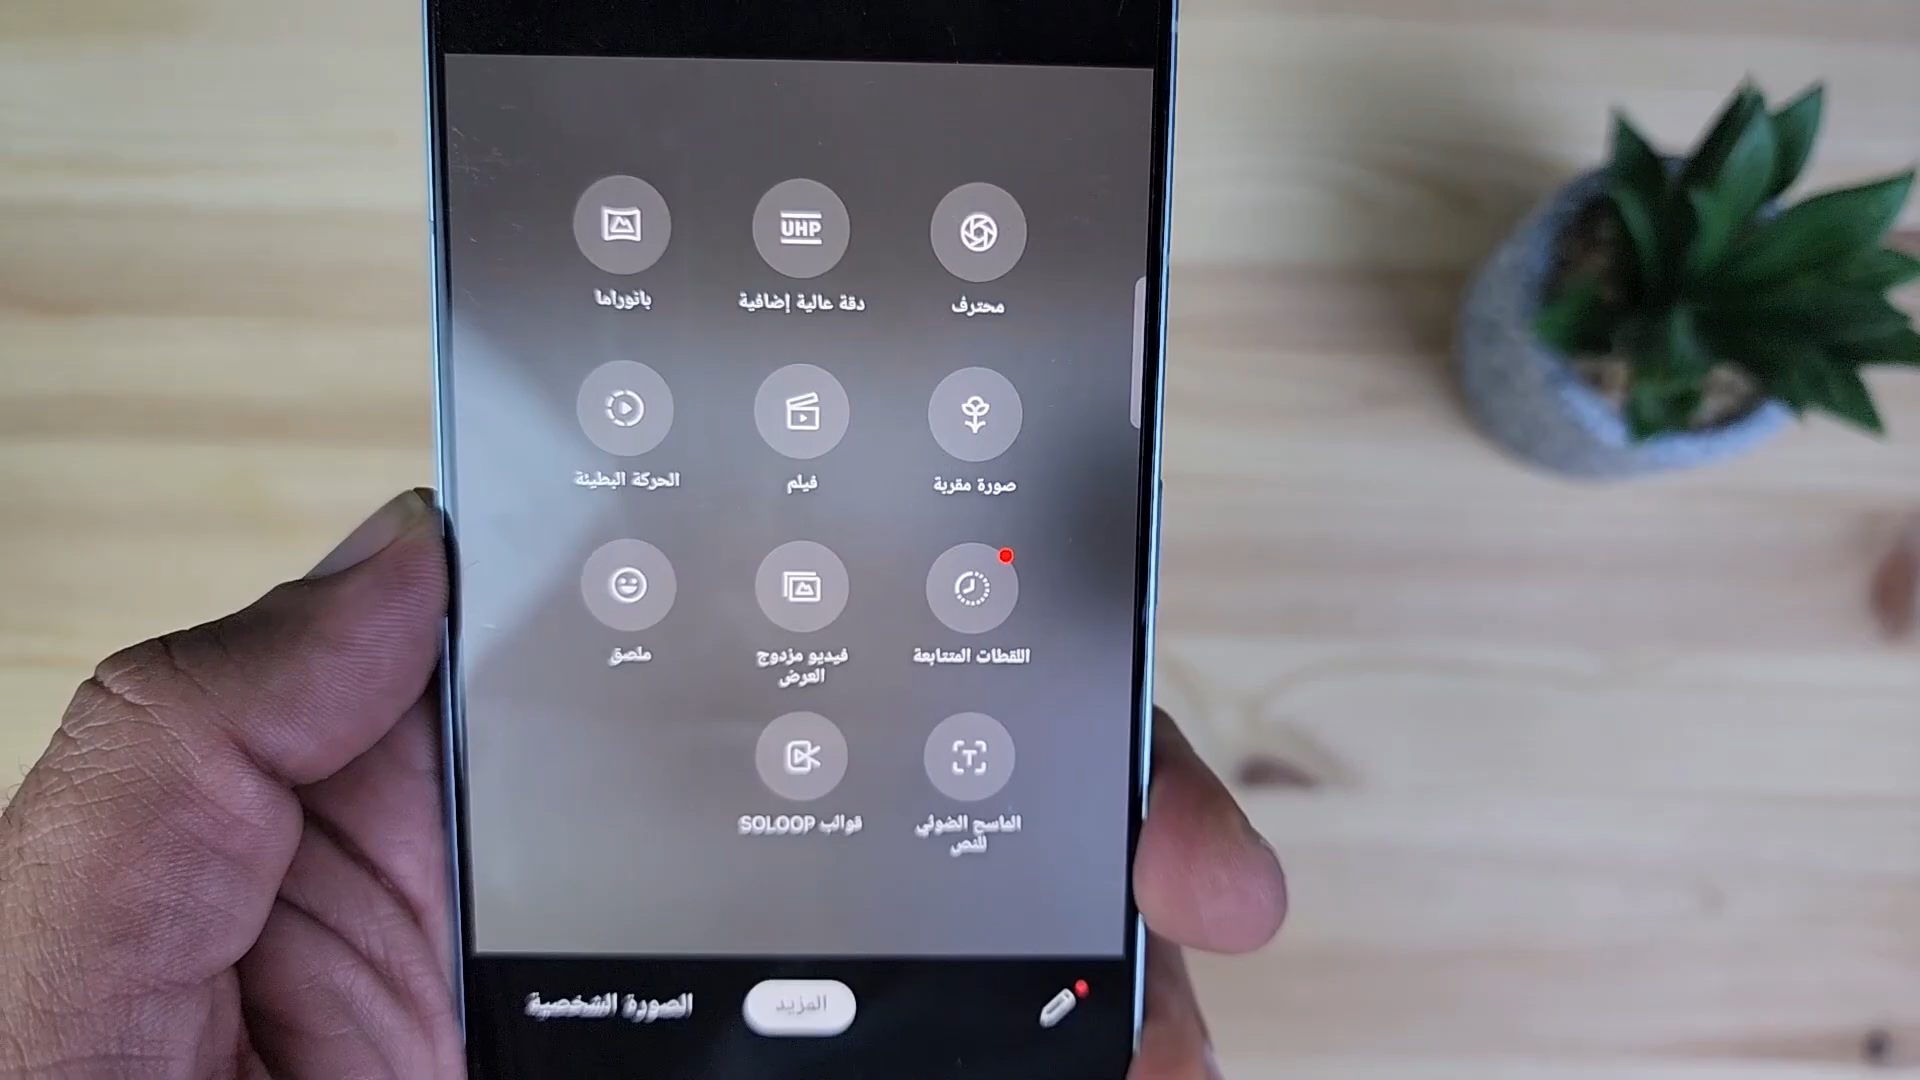 محترف
UHP
دقة عالية إضافية
بانوراما
صورة مقربة
فيلم
الحركة البطيئة
اللقطات المتتابعة
فيديو مزدوج
العرض
ملصق
T
الماسح الضوئي
للنص
قوالب SOLOOP
المزيد
الصورة الشخصية